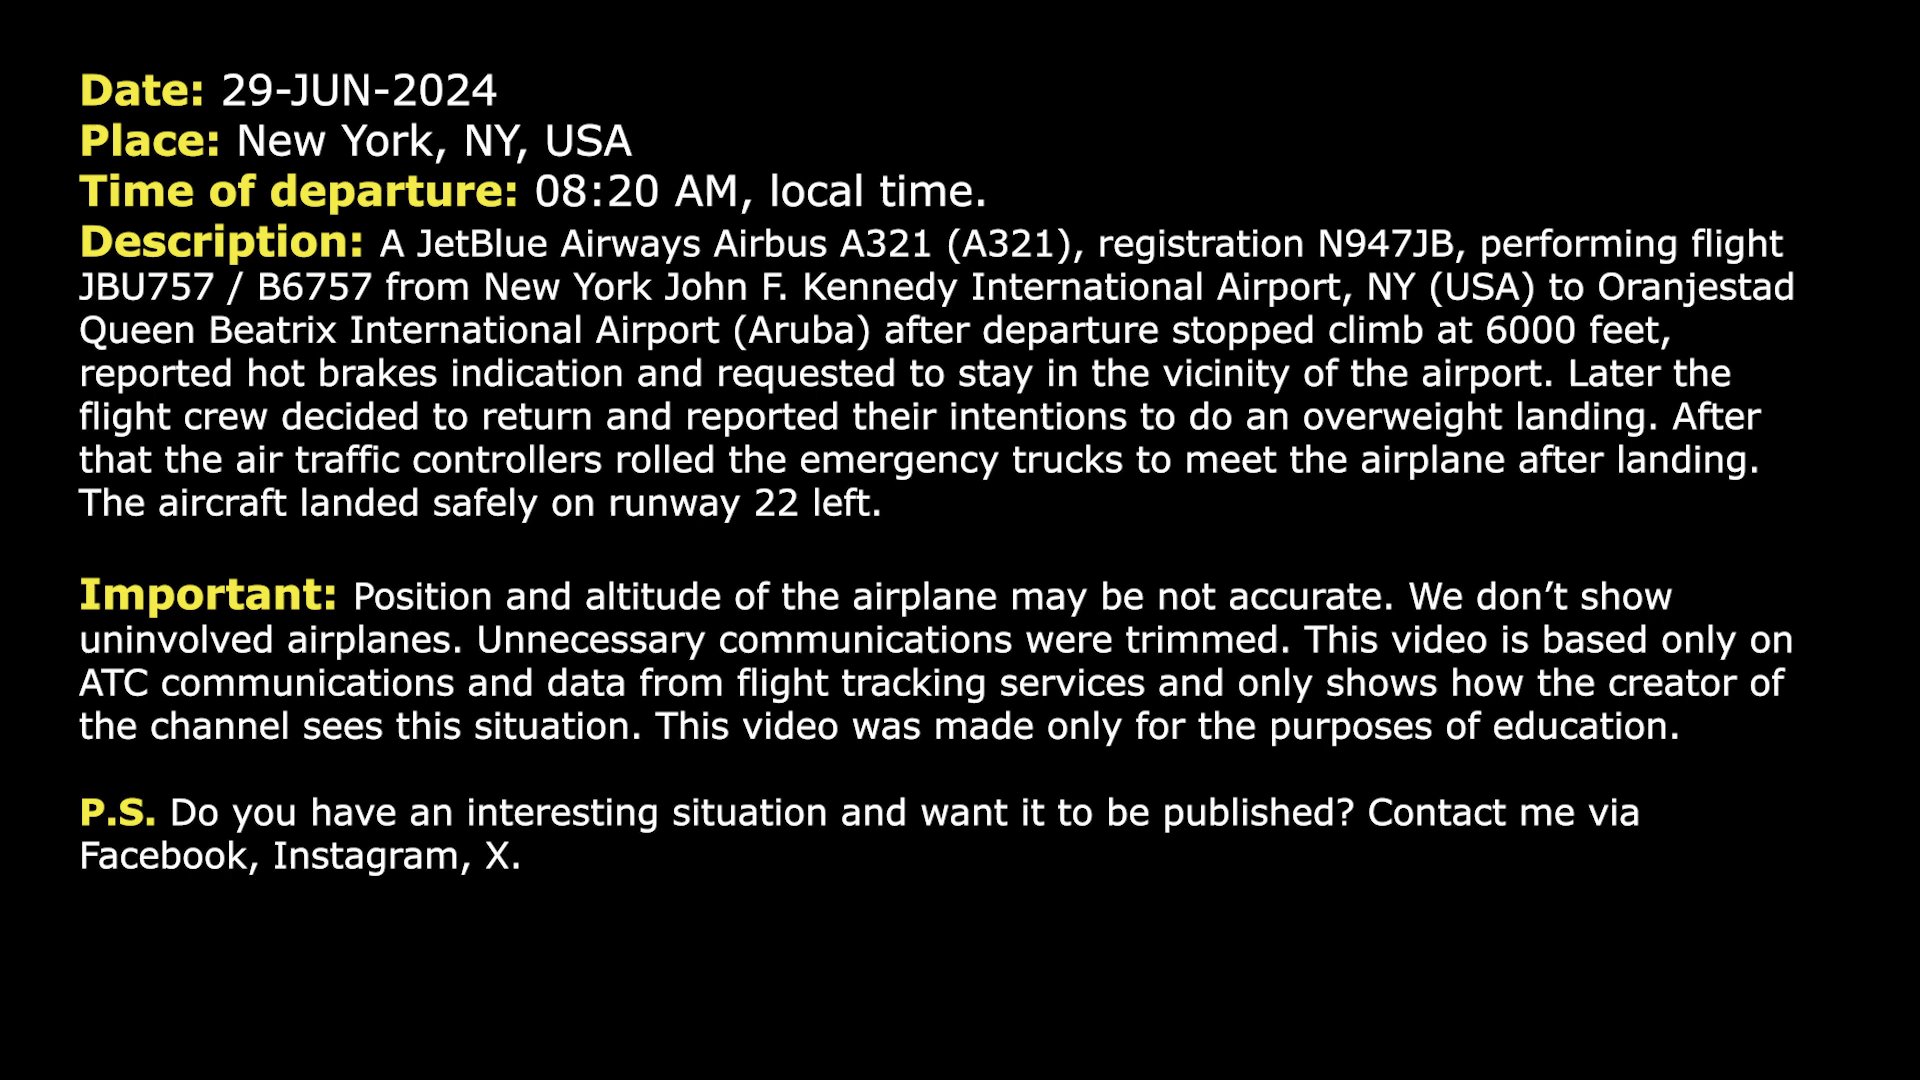 Date: 29-JUN-2024
Place: New York, NY, USA
Time of departure: 08:20 AM, local time.
Description: A JetBlue Airways Airbus A321 (A321), registration N947JB, performing flight
JBU757 / B6757 from New York John F. Kennedy International Airport, NY (USA) to Oranjestad
Queen Beatrix International Airport (Aruba) after departure stopped climb at 6000 feet,
reported hot brakes indication and requested to stay in the vicinity of the airport. Later the
flight crew decided to return and reported their intentions to do an overweight landing. After
that the air traffic controllers rolled the emergency trucks to meet the airplane after landing.
The aircraft landed safely on runway 22 left.
Important: Position and altitude of the airplane may be not accurate. We don’t show
uninvolved airplanes. Unnecessary communications were trimmed. This video is based only on
ATC communications and data from flight tracking services and only shows how the creator of
the channel sees this situation. This video was made only for the purposes of education.
P.S. Do you have an interesting situation and want it to be published? Contact me via
Facebook, Instagram, X.